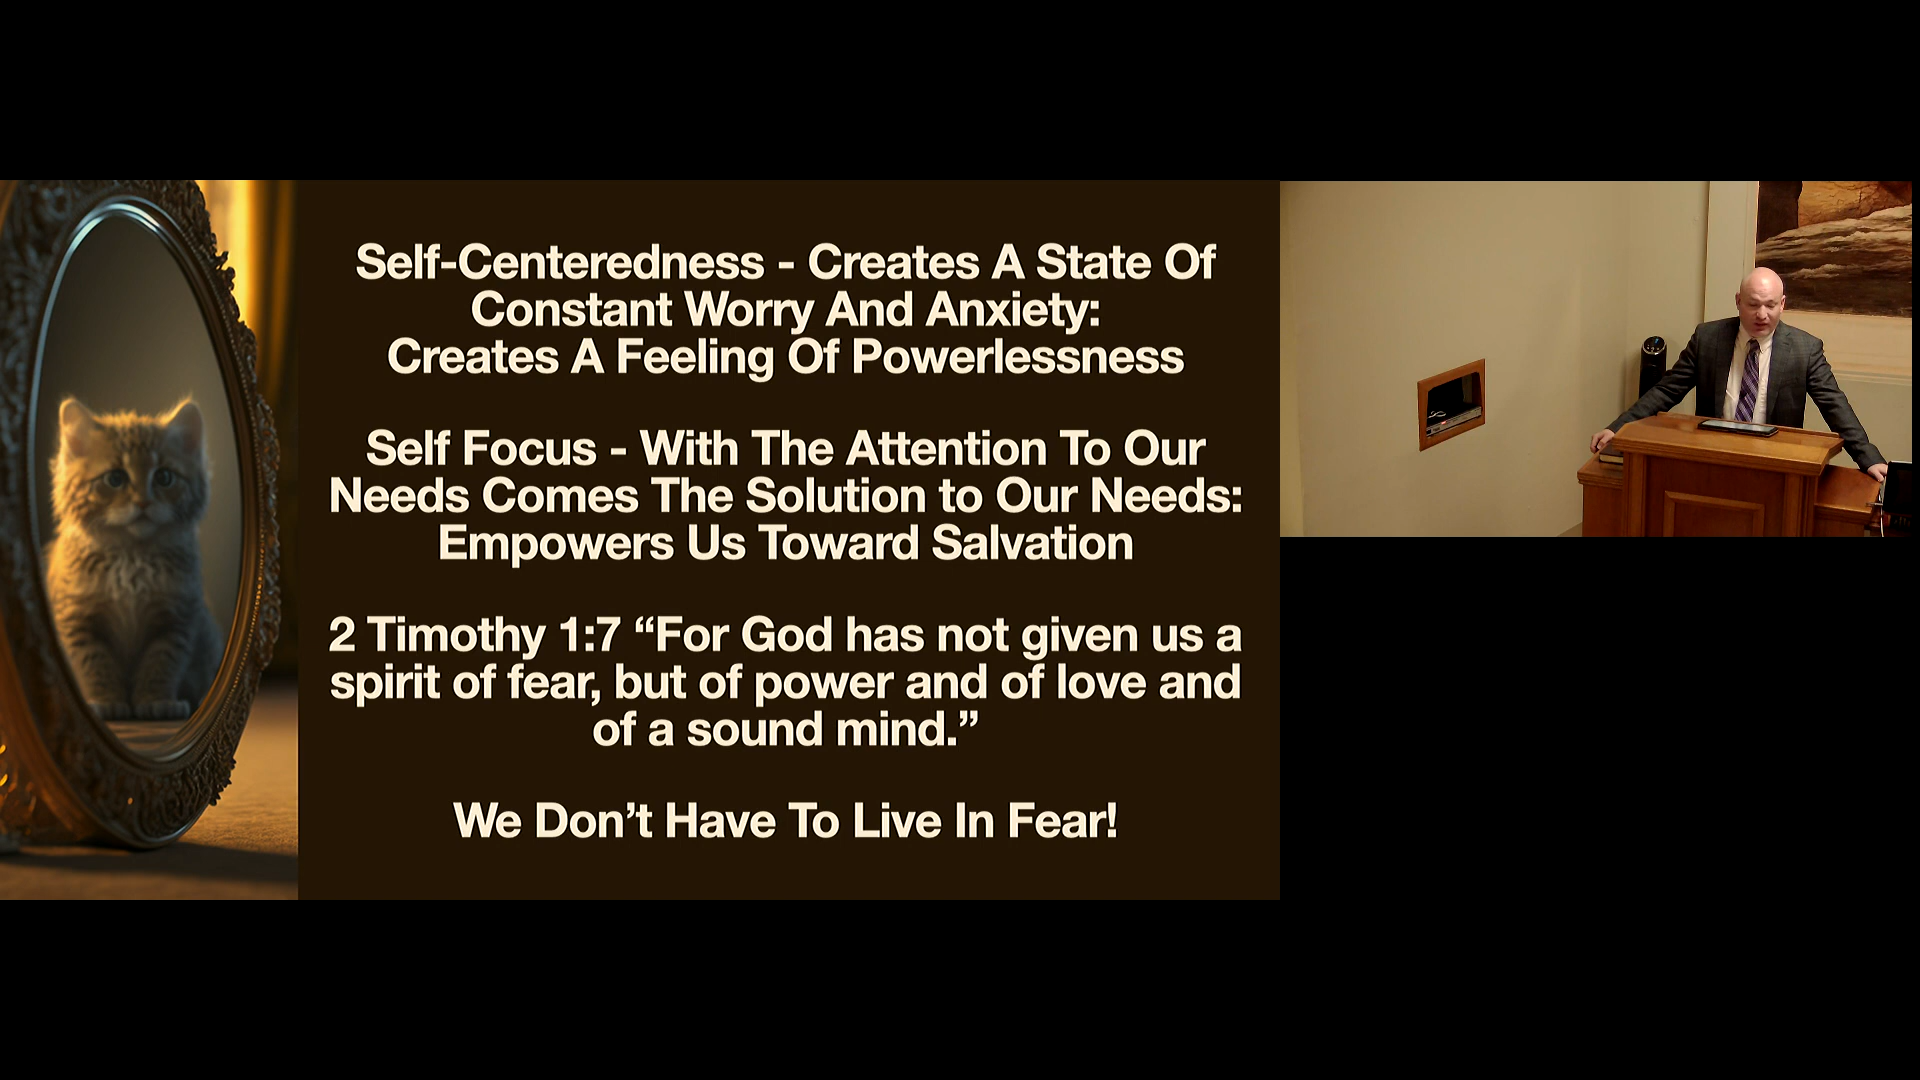 Self-Centeredness - Creates A State Of
Constant Worry And Anxiety:
Creates A Feeling Of Powerlessness
Self Focus - With The Attention To Our
Needs Comes The Solution to Our Needs:
Empowers Us Toward Salvation
2 Timothy 1:7 “For God has not given us a
spirit of fear, but of power and of love and
of a sound mind.”
We Don’t Have To Live In Fear!